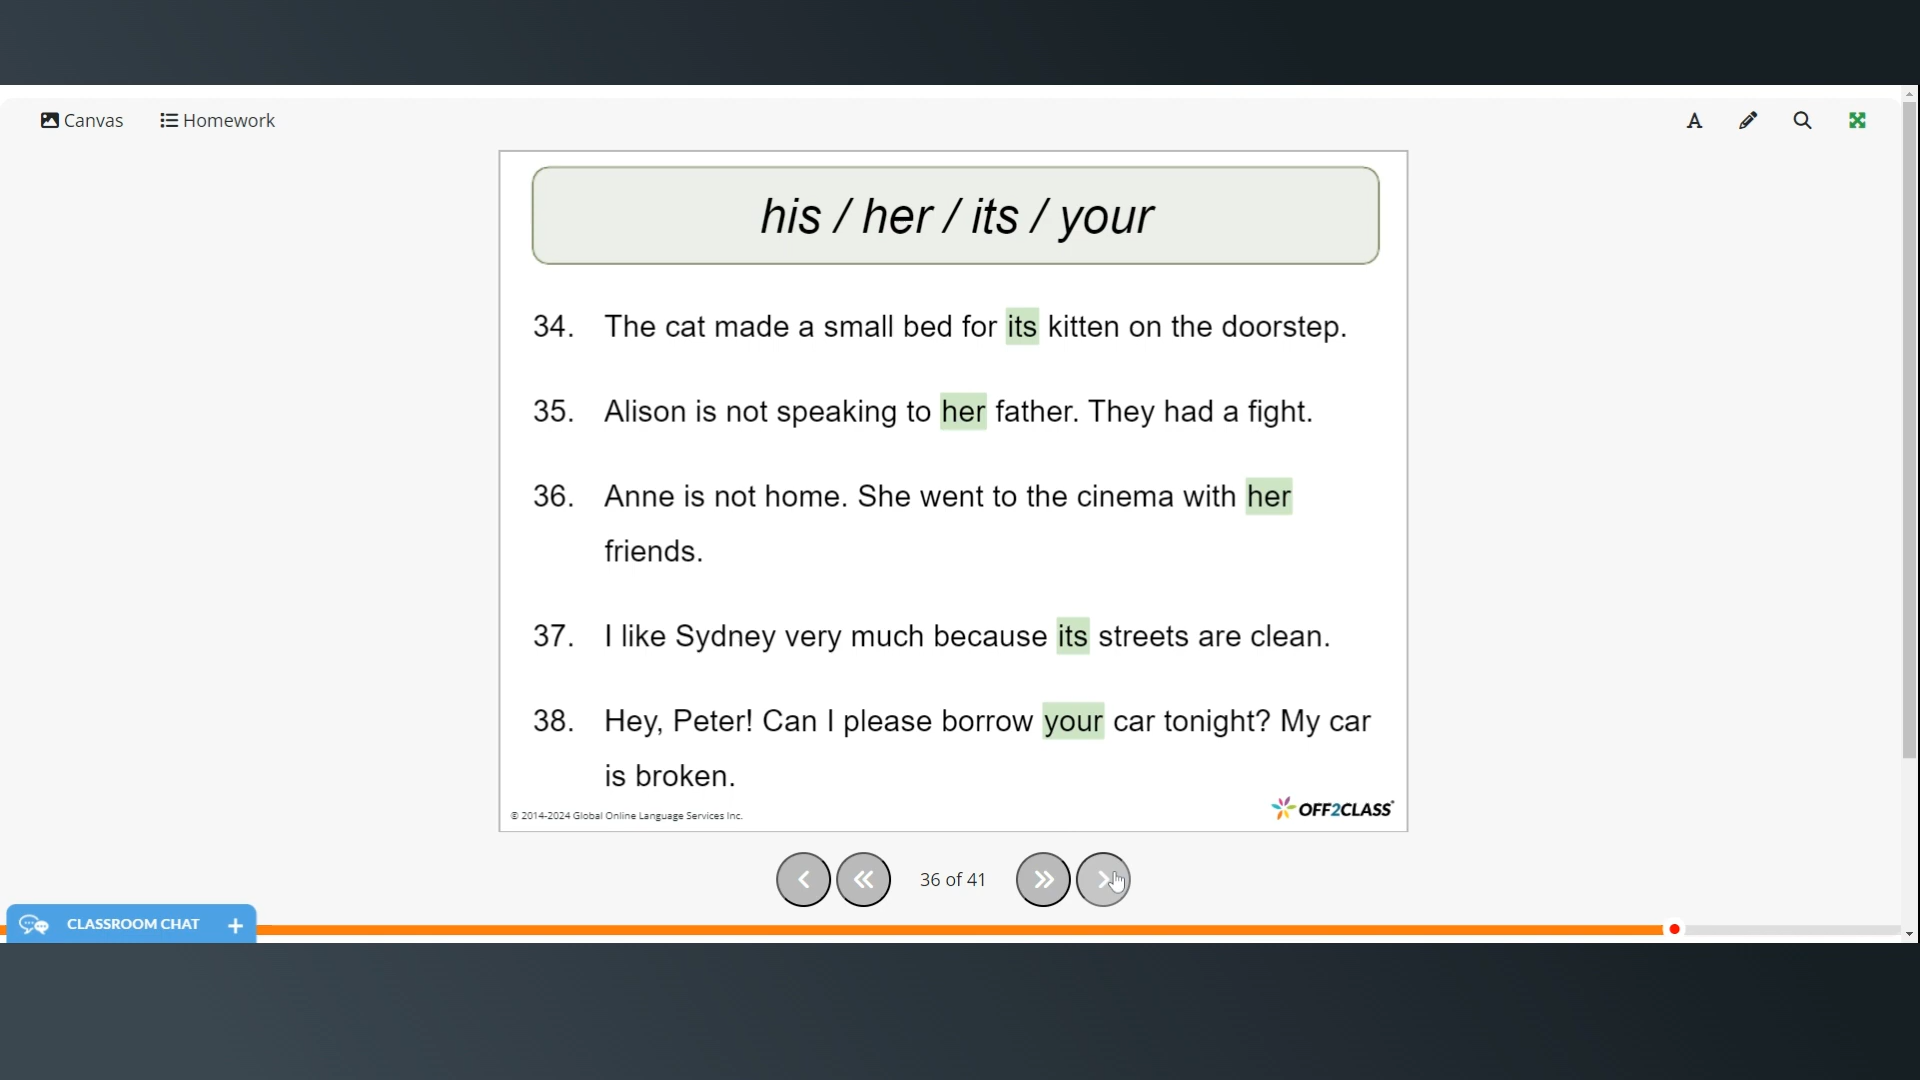 Canvas Homework
A
his / her / its / your
34. The cat made a small bed for its kitten on the doorstep.
35. Alison is not speaking to her father. They had a fight.
36. Anne is not home. She went to the cinema with her
friends.
37. I like Sydney very much because its streets are clean.
38. Hey, Peter! Can I please borrow your car tonight? My car
is broken.
© 2014-2024 Global Online Language Services Inc.
OFF2CLASS
36 of 41
CLASSROOM CHAT +